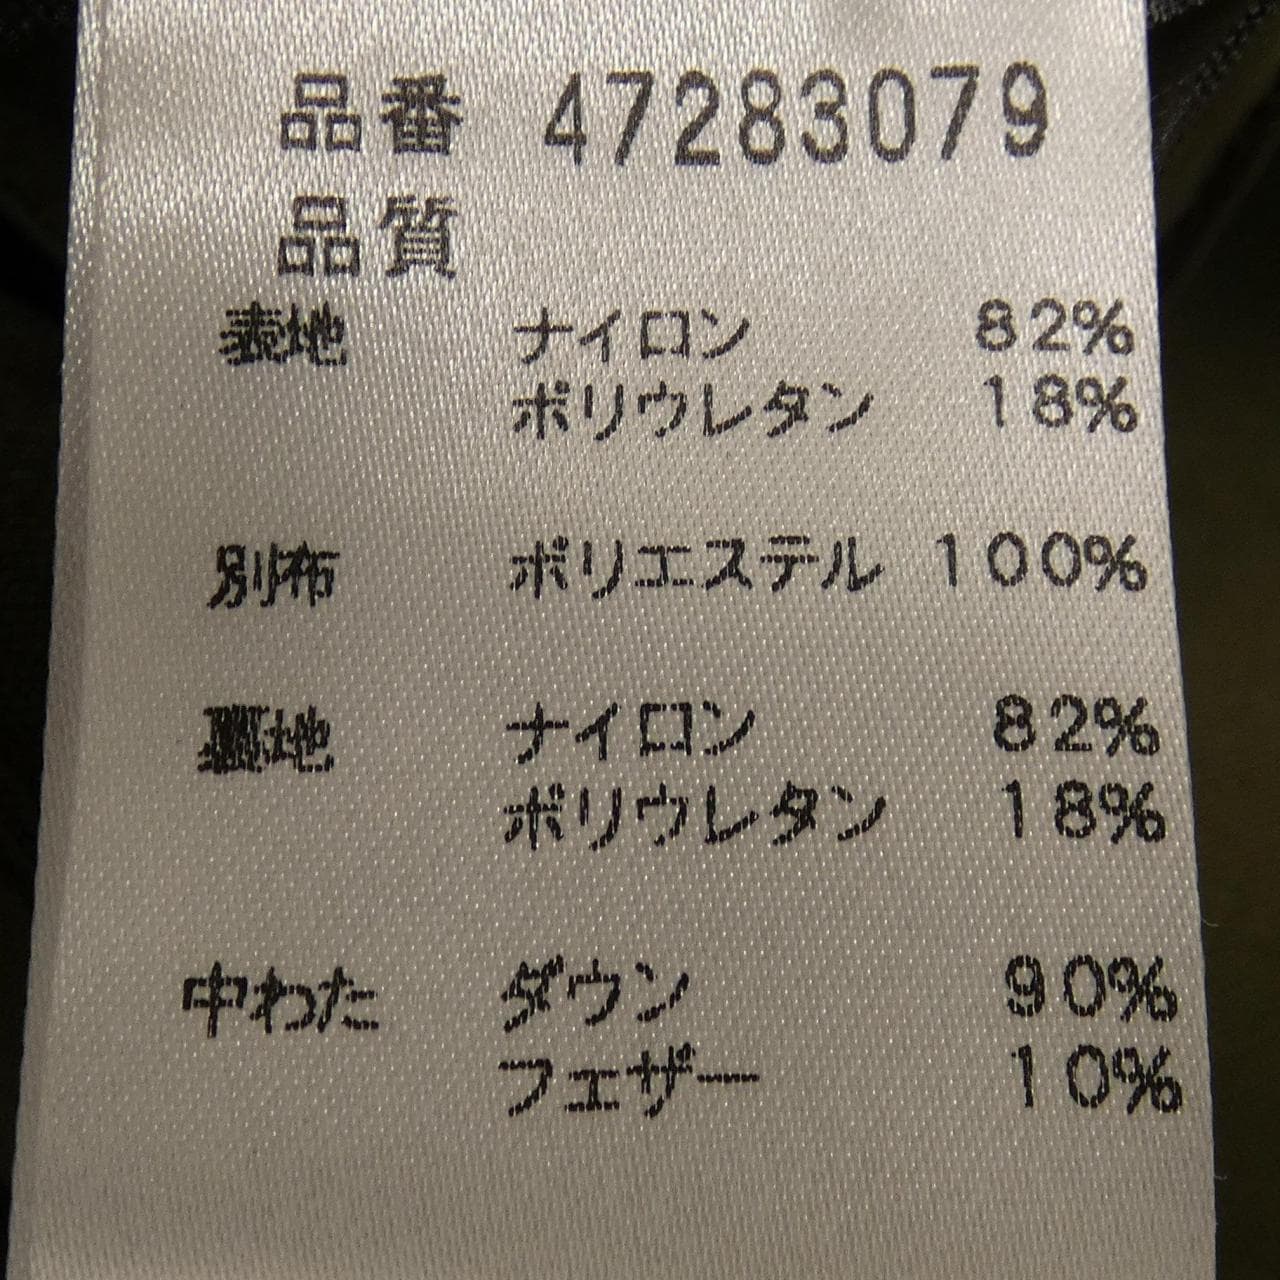 品番 47283079
品質
表地 ナイロン 82%
ポリウレタン 18%
別布 ポリエステル 100%
裏地 ナイロン 82%
ポリウレタン 18%
中わた ダウン 90%
フェザー 10%